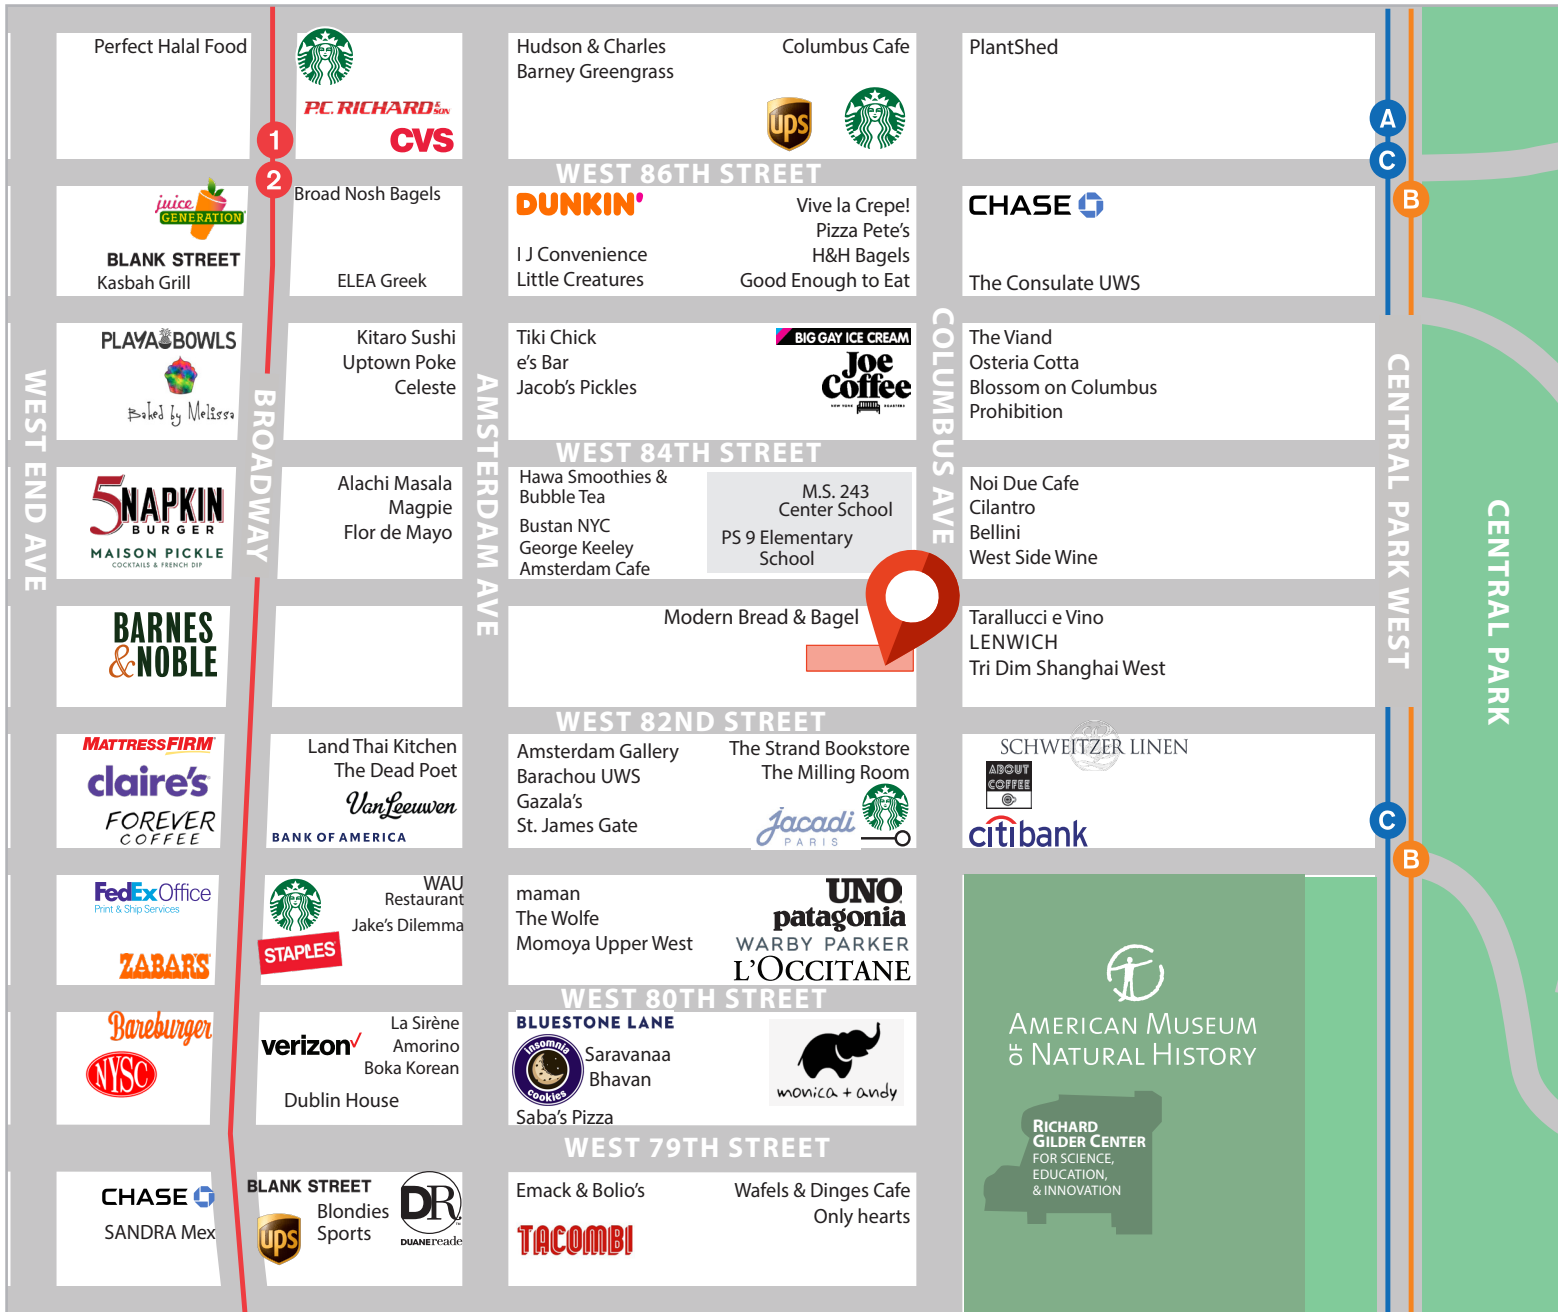 Perfect Halal Food
P.C. RICHARD & SON
CVS
Hudson & Charles
Barney Greengrass
Columbus Cafe
ups
PlantShed
1
2
A
C
B
WEST 86TH STREET
juice
GENERATION
BLANK STREET
Kasbah Grill
Broad Nosh Bagels
ELEA Greek
DUNKIN'
I J Convenience
Little Creatures
Vive la Crepe!
Pizza Pete's
H&H Bagels
Good Enough to Eat
CHASE
The Consulate UWS
PLAYA BOWLS
Baked by Melissa
Kitaro Sushi
Uptown Poke
Celeste
Tiki Chick
e's Bar
Jacob's Pickles
BIG GAY ICE CREAM
Joe
Coffee
NEW YORK
The Viand
Osteria Cotta
Blossom on Columbus
Prohibition
WEST END AVE
BROADWAY
AMSTERDAM AVE
COLUMBUS AVE
CENTRAL PARK WEST
CENTRAL PARK
WEST 84TH STREET
5NAPKIN
BURGER
MAISON PICKLE
COCKTAILS & FRENCH DIP
Alachi Masala
Magpie
Flor de Mayo
Hawa Smoothies &
Bubble Tea
Bustan NYC
George Keeley
Amsterdam Cafe
M.S. 243
Center School
PS 9 Elementary
School
Noi Due Cafe
Cilantro
Bellini
West Side Wine
BARNES
&NOBLE
Modern Bread & Bagel
Tarallucci e Vino
LENWICH
Tri Dim Shanghai West
WEST 82ND STREET
MATTRESSFIRM
claire's
FOREVER
COFFEE
Land Thai Kitchen
The Dead Poet
Van Leeuwen
BANK OF AMERICA
Amsterdam Gallery
Barachou UWS
Gazala's
St. James Gate
The Strand Bookstore
The Milling Room
jacadi
PARIS
SCHWEITZER LINEN
ABOUT
COFFEE
citibank
C
B
FedEx Office
Print & Ship Services
ZABAR'S
WAU
Restaurant
Jake's Dilemma
STAPLES
maman
The Wolfe
Momoya Upper West
UNO
patagonia
WARBY PARKER
L'OCCITANE
WEST 80TH STREET
Bareburger
NYSC
verizon
La Sirène
Amorino
Boka Korean
Dublin House
BLUESTONE LANE
insomnia
cookies
Saravanaa
Bhavan
Saba's Pizza
monica + andy
AMERICAN MUSEUM
OF NATURAL HISTORY
RICHARD
GILDER CENTER
FOR SCIENCE,
EDUCATION,
& INNOVATION
WEST 79TH STREET
CHASE
SANDRA Mex
BLANK STREET
ups
Blondies
Sports
DR
DUANEreade
Emack & Bolio's
TACOMBI
Wafels & Dinges Cafe
Only hearts